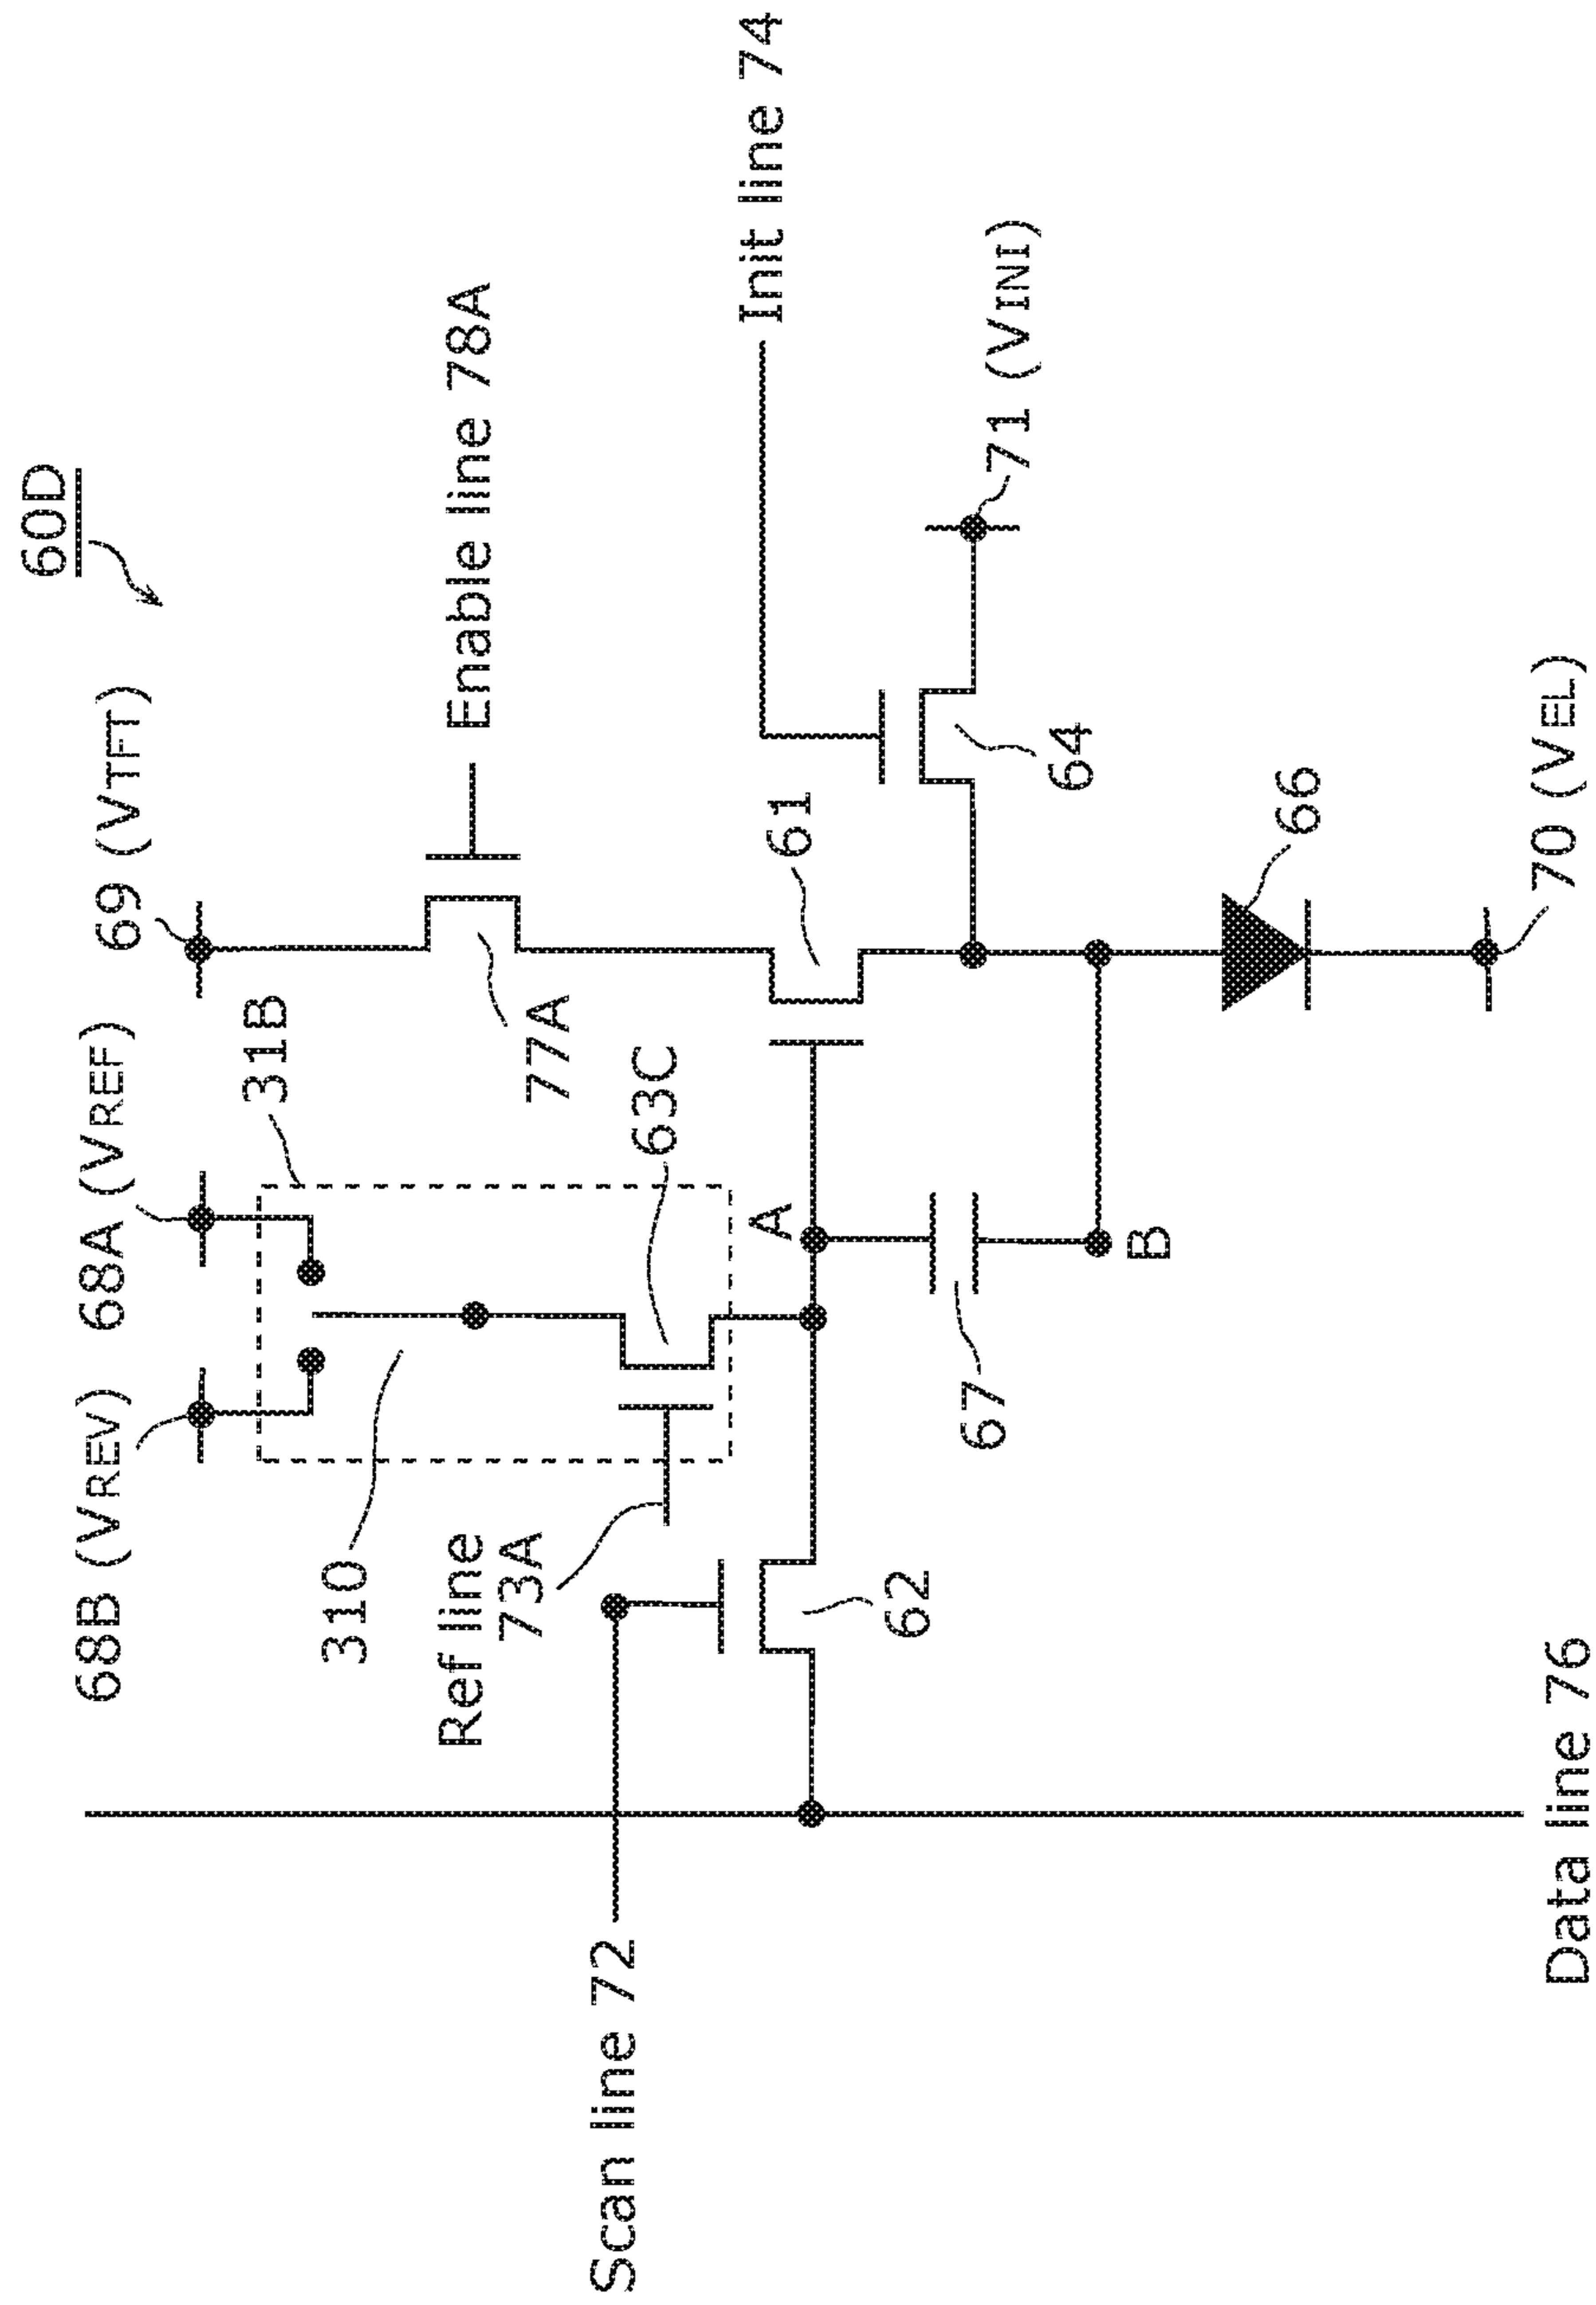 60D
68B (VREV)
68A (VREF)
69 (VTFT)
31B
310
Ref line
73A
Enable line 78A
77A
63C
Scan line 72
A
61
Init line 74
62
67
64
71 (VINI)
B
66
Data line 76
70 (VEL)